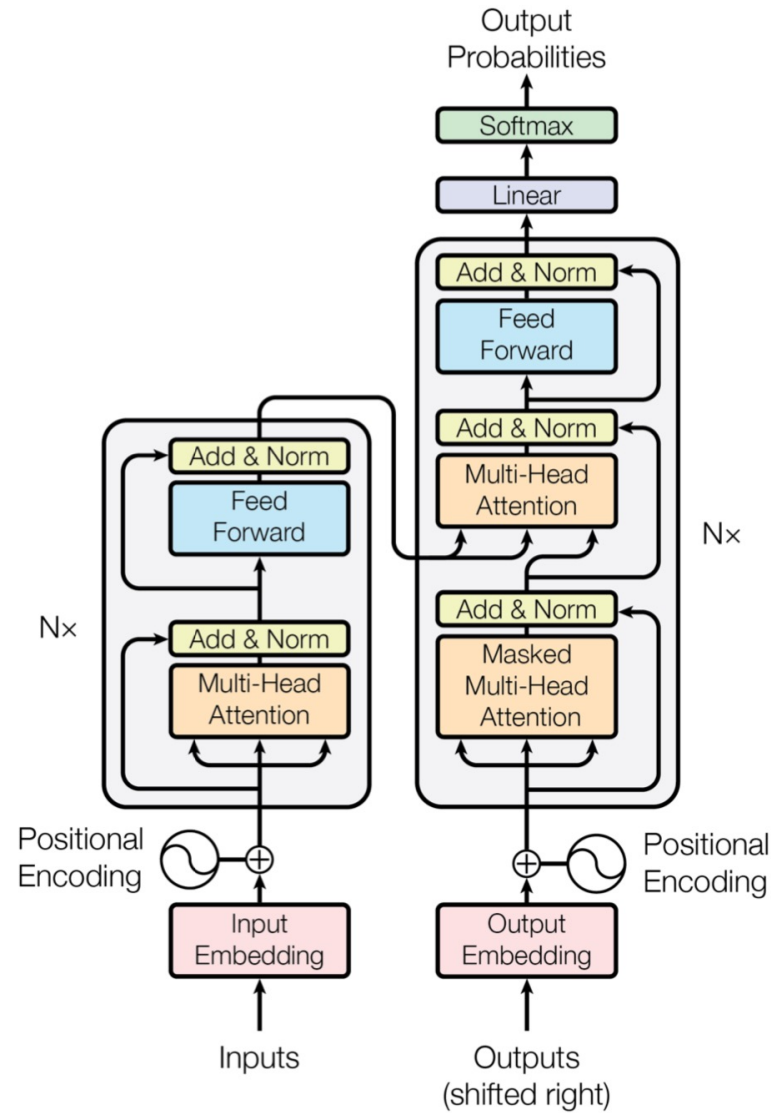 Output
Probabilities
Softmax
Linear
Add & Norm
Feed
Forward
Add & Norm
Multi-Head
Attention
Add & Norm
Masked
Multi-Head
Attention
N×
Positional
Encoding
Output
Embedding
Outputs
(shifted right)
Add & Norm
Feed
Forward
Add & Norm
Multi-Head
Attention
N×
Positional
Encoding
Input
Embedding
Inputs